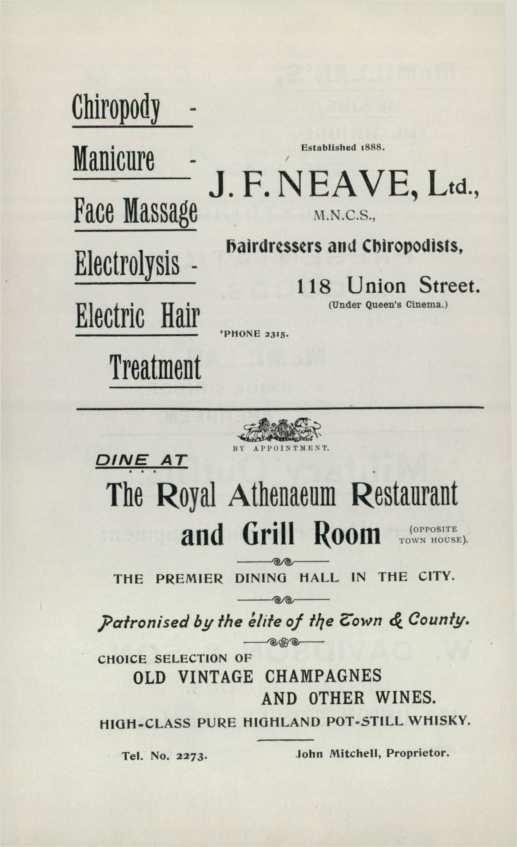 Chiropody -
Manicure -
Face Massage
Electrolysis -
Electric Hair
Treatment
Established 1888.
J. F. NEAVE, Ltd.,
M.N.C.S.,
Hairdressers and Chiropodists,
118 Union Street.
(Under Queen's Cinema.)
'PHONE 2315.
BY APPOINTMENT.
DINE AT
The Royal Athenaeum Restaurant
and Grill Room (OPPOSITE TOWN HOUSE).
THE PREMIER DINING HALL IN THE CITY.
Patronised by the élite of the Town & County.
CHOICE SELECTION OF
OLD VINTAGE CHAMPAGNES
AND OTHER WINES.
HIGH-CLASS PURE HIGHLAND POT-STILL WHISKY.
Tel. No. 2273. John Mitchell, Proprietor.